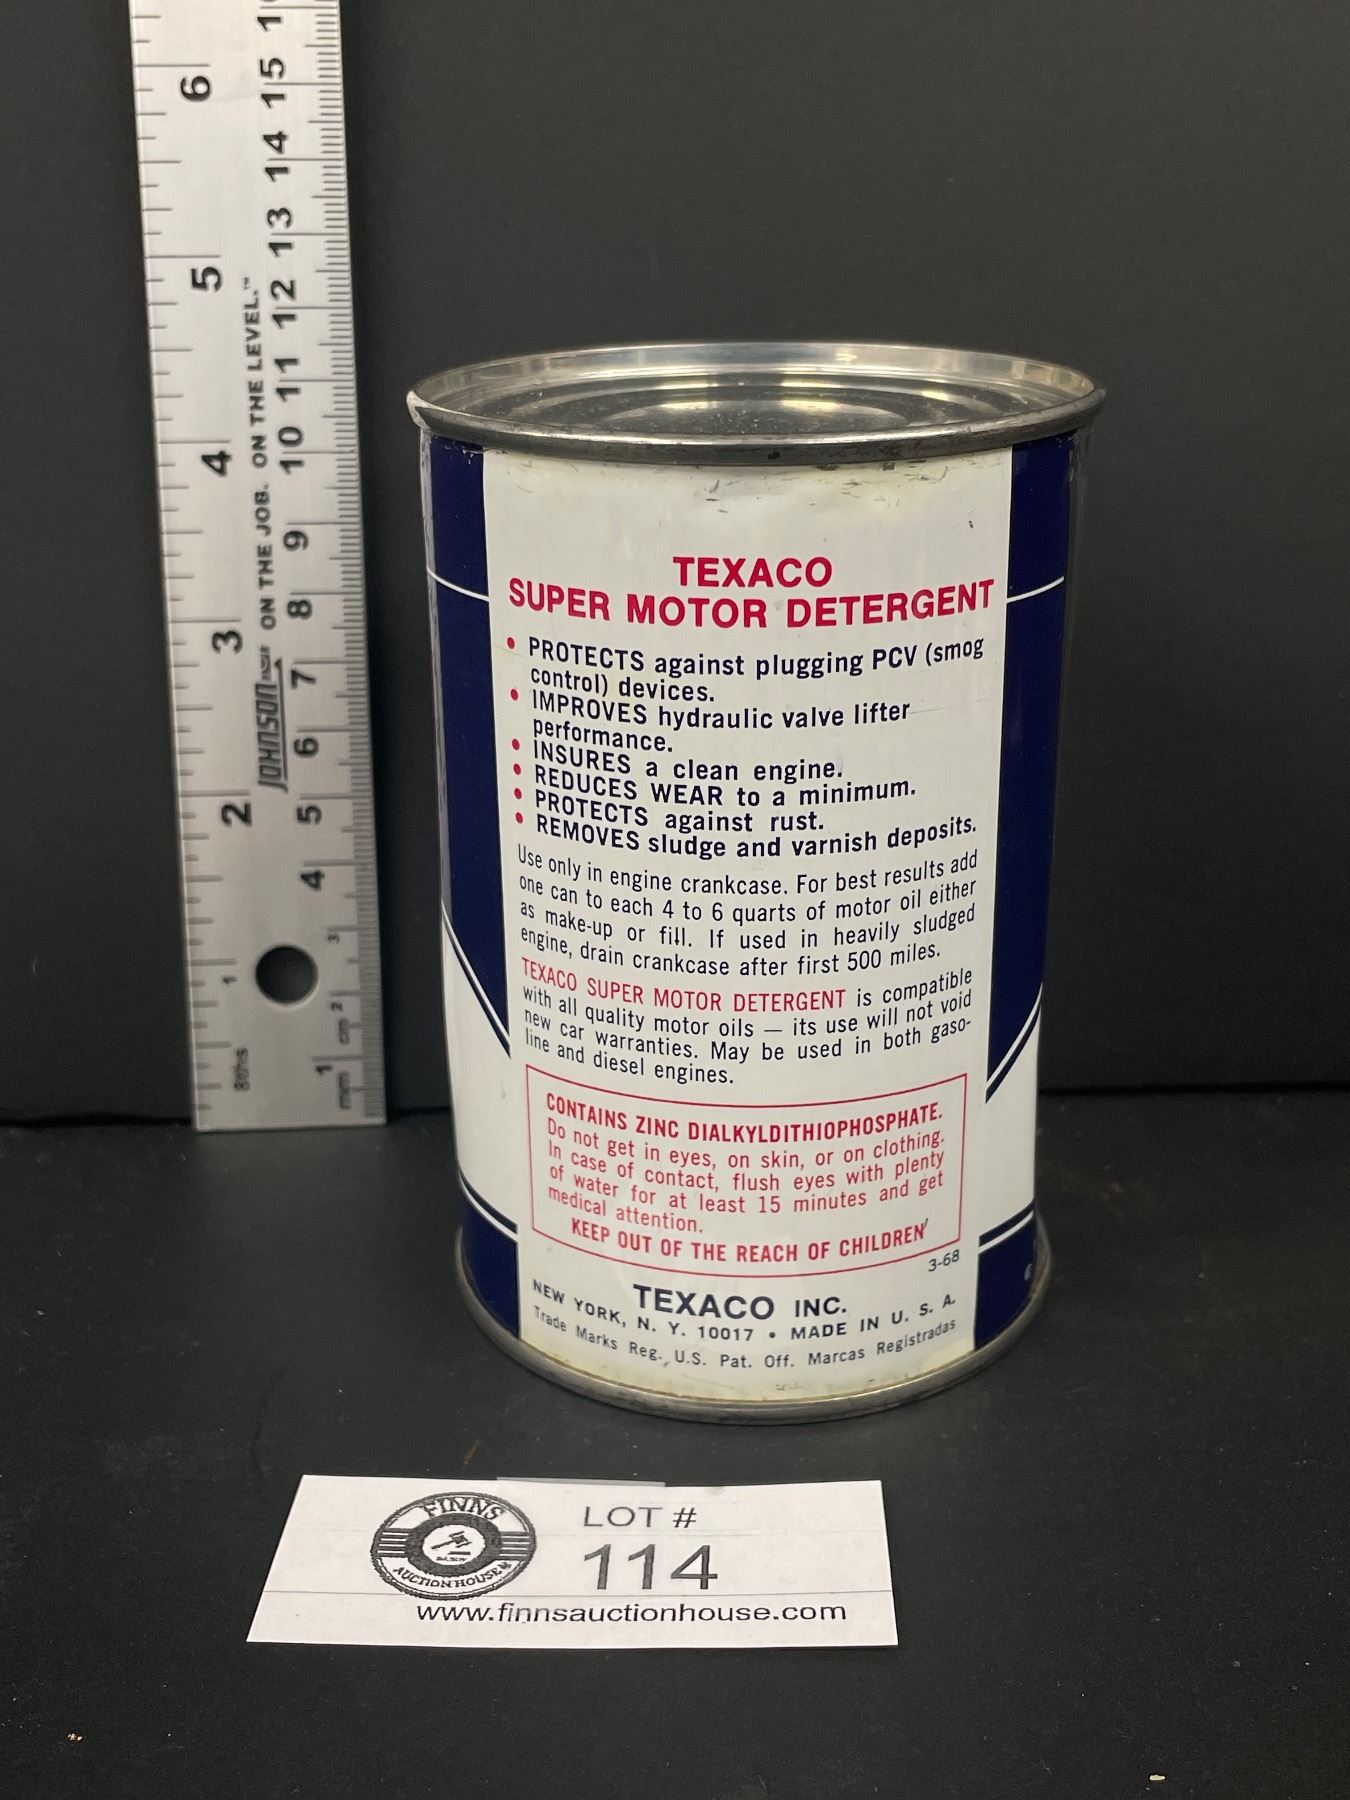 TEXACO
SUPER MOTOR DETERGENT
• PROTECTS against plugging PCV (smog
control) devices.
• IMPROVES hydraulic valve lifter
performance.
• INSURES a clean engine.
• REDUCES WEAR to a minimum.
• PROTECTS against rust.
• REMOVES sludge and varnish deposits.
Use only in engine crankcase. For best results add
one can to each 4 to 6 quarts of motor oil either
as make-up or fill. If used in heavily sludged
engine, drain crankcase after first 500 miles.
TEXACO SUPER MOTOR DETERGENT is compatible
with all quality motor oils — its use will not void
new car warranties. May be used in both gaso-
line and diesel engines.
CONTAINS ZINC DIALKYLDITHIOPHOSPHATE.
Do not get in eyes, on skin, or on clothing.
In case of contact, flush eyes with plenty
of water for at least 15 minutes and get
medical attention.
KEEP OUT OF THE REACH OF CHILDREN
3-68
TEXACO INC.
NEW YORK, N. Y. 10017 • MADE IN U. S. A.
Trade Marks Reg., U.S. Pat. Off. Marcas Registradas
8ths 1 2 3 4 5 6
JOHNSON ON THE JOB. ON THE LEVEL.™
mm 1 cm 2 3 4 5 6 7 8 9 10 11 12 13 14 15
FINNS
AUCTION HOUSE
LOT #
114
www.finnsauctionhouse.com